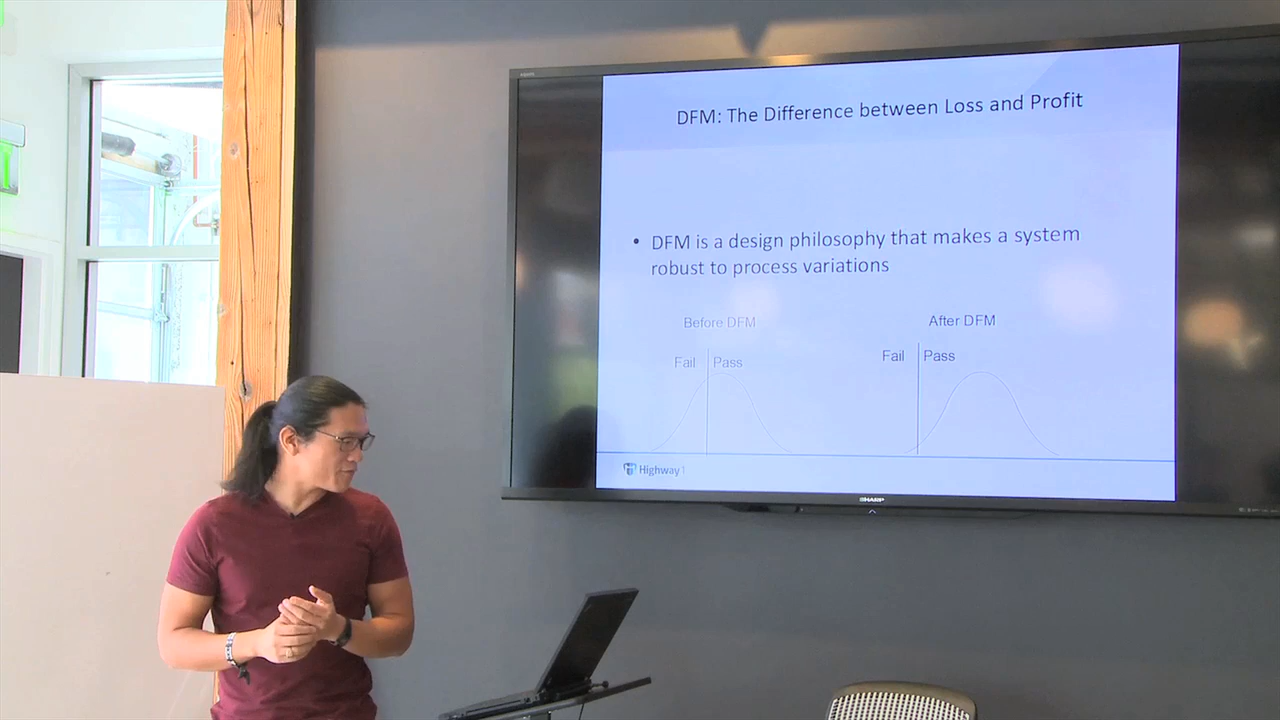 DFM: The Difference between Loss and Profit
• DFM is a design philosophy that makes a system
robust to process variations
Before DFM
After DFM
Fail Pass
Fail Pass
Highway1
SHARP